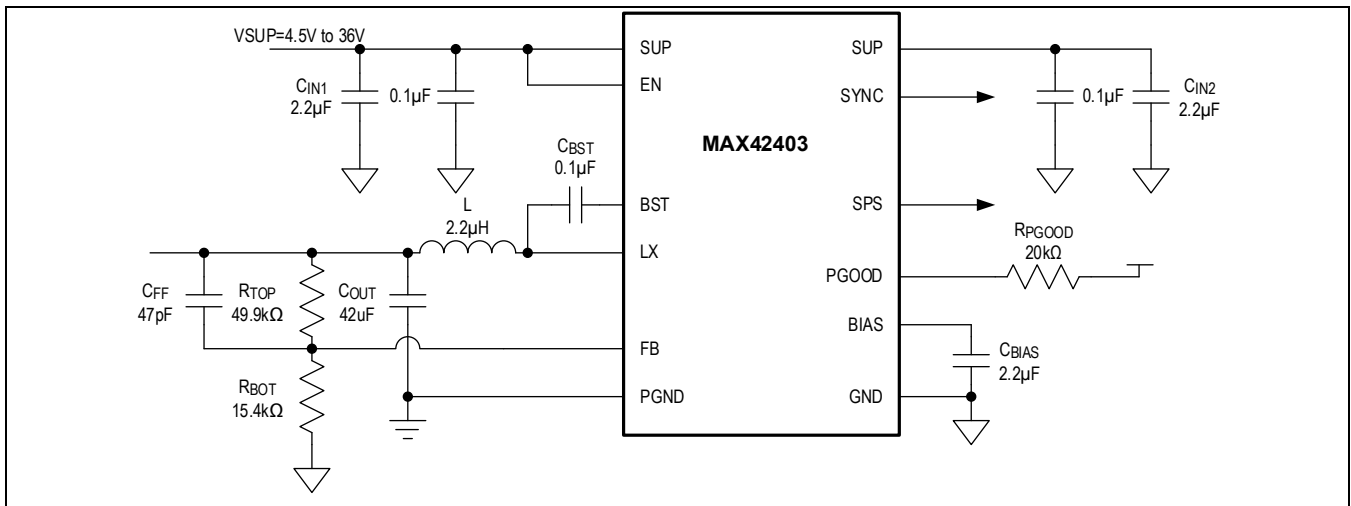 VSUP=4.5V to 36V
CIN1
2.2µF
0.1µF
CBST
0.1µF
L
2.2µH
CFF
47pF
RTOP
49.9kΩ
COUT
42uF
RBOT
15.4kΩ
SUP
EN
BST
LX
FB
PGND
MAX42403
SUP
SYNC
SPS
PGOOD
BIAS
GND
0.1µF
CIN2
2.2µF
RPGOOD
20kΩ
CBIAS
2.2µF